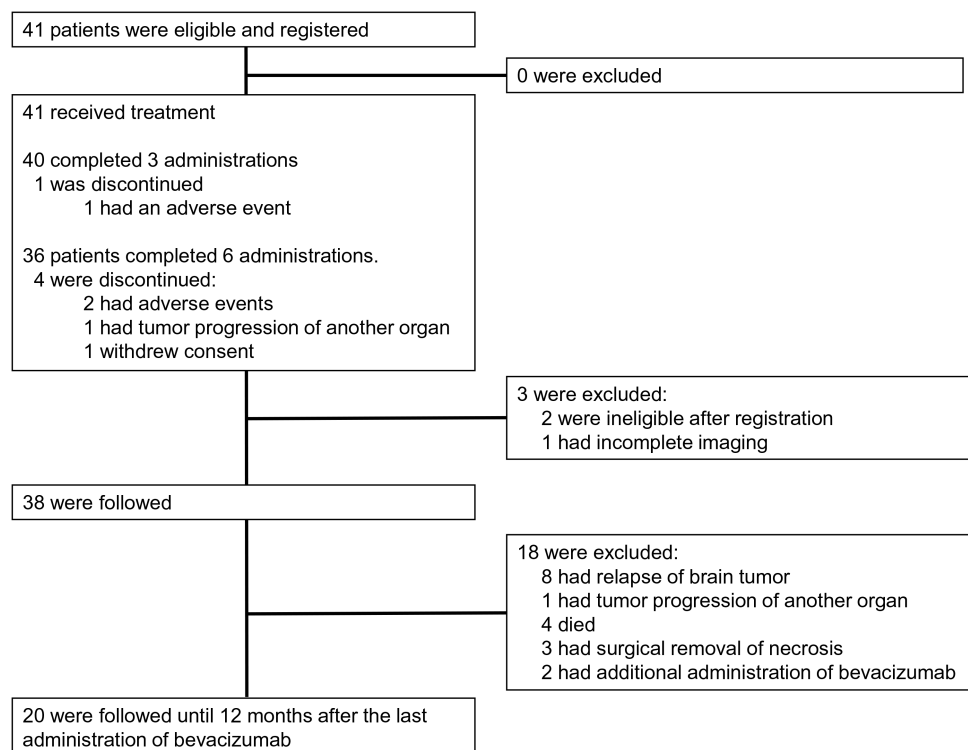 41 patients were eligible and registered
0 were excluded
41 received treatment
40 completed 3 administrations
1 was discontinued
1 had an adverse event
36 patients completed 6 administrations.
4 were discontinued:
2 had adverse events
1 had tumor progression of another organ
1 withdrew consent
3 were excluded:
2 were ineligible after registration
1 had incomplete imaging
38 were followed
18 were excluded:
8 had relapse of brain tumor
1 had tumor progression of another organ
4 died
3 had surgical removal of necrosis
2 had additional administration of bevacizumab
20 were followed until 12 months after the last
administration of bevacizumab